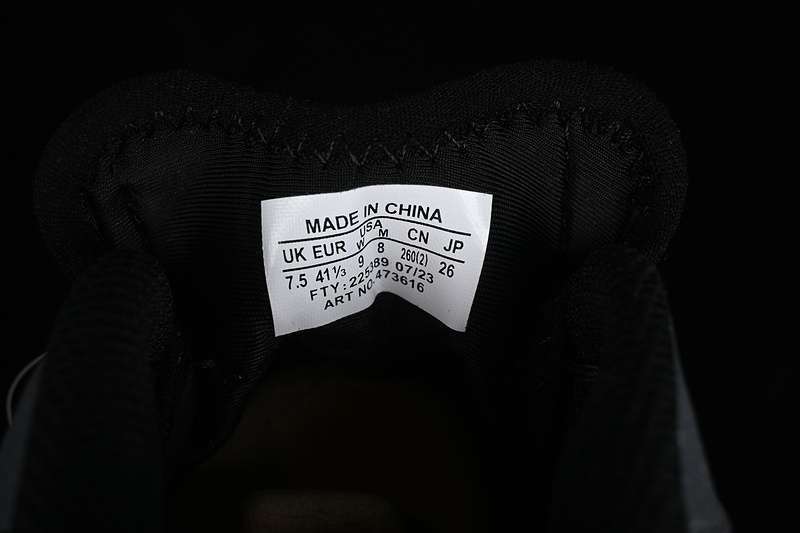 MADE IN CHINA
USA
UK EUR W M CN JP
7.5 41⅓ 9 8 260(2) 26
FTY: 225389 07/23
ART NO. 473616